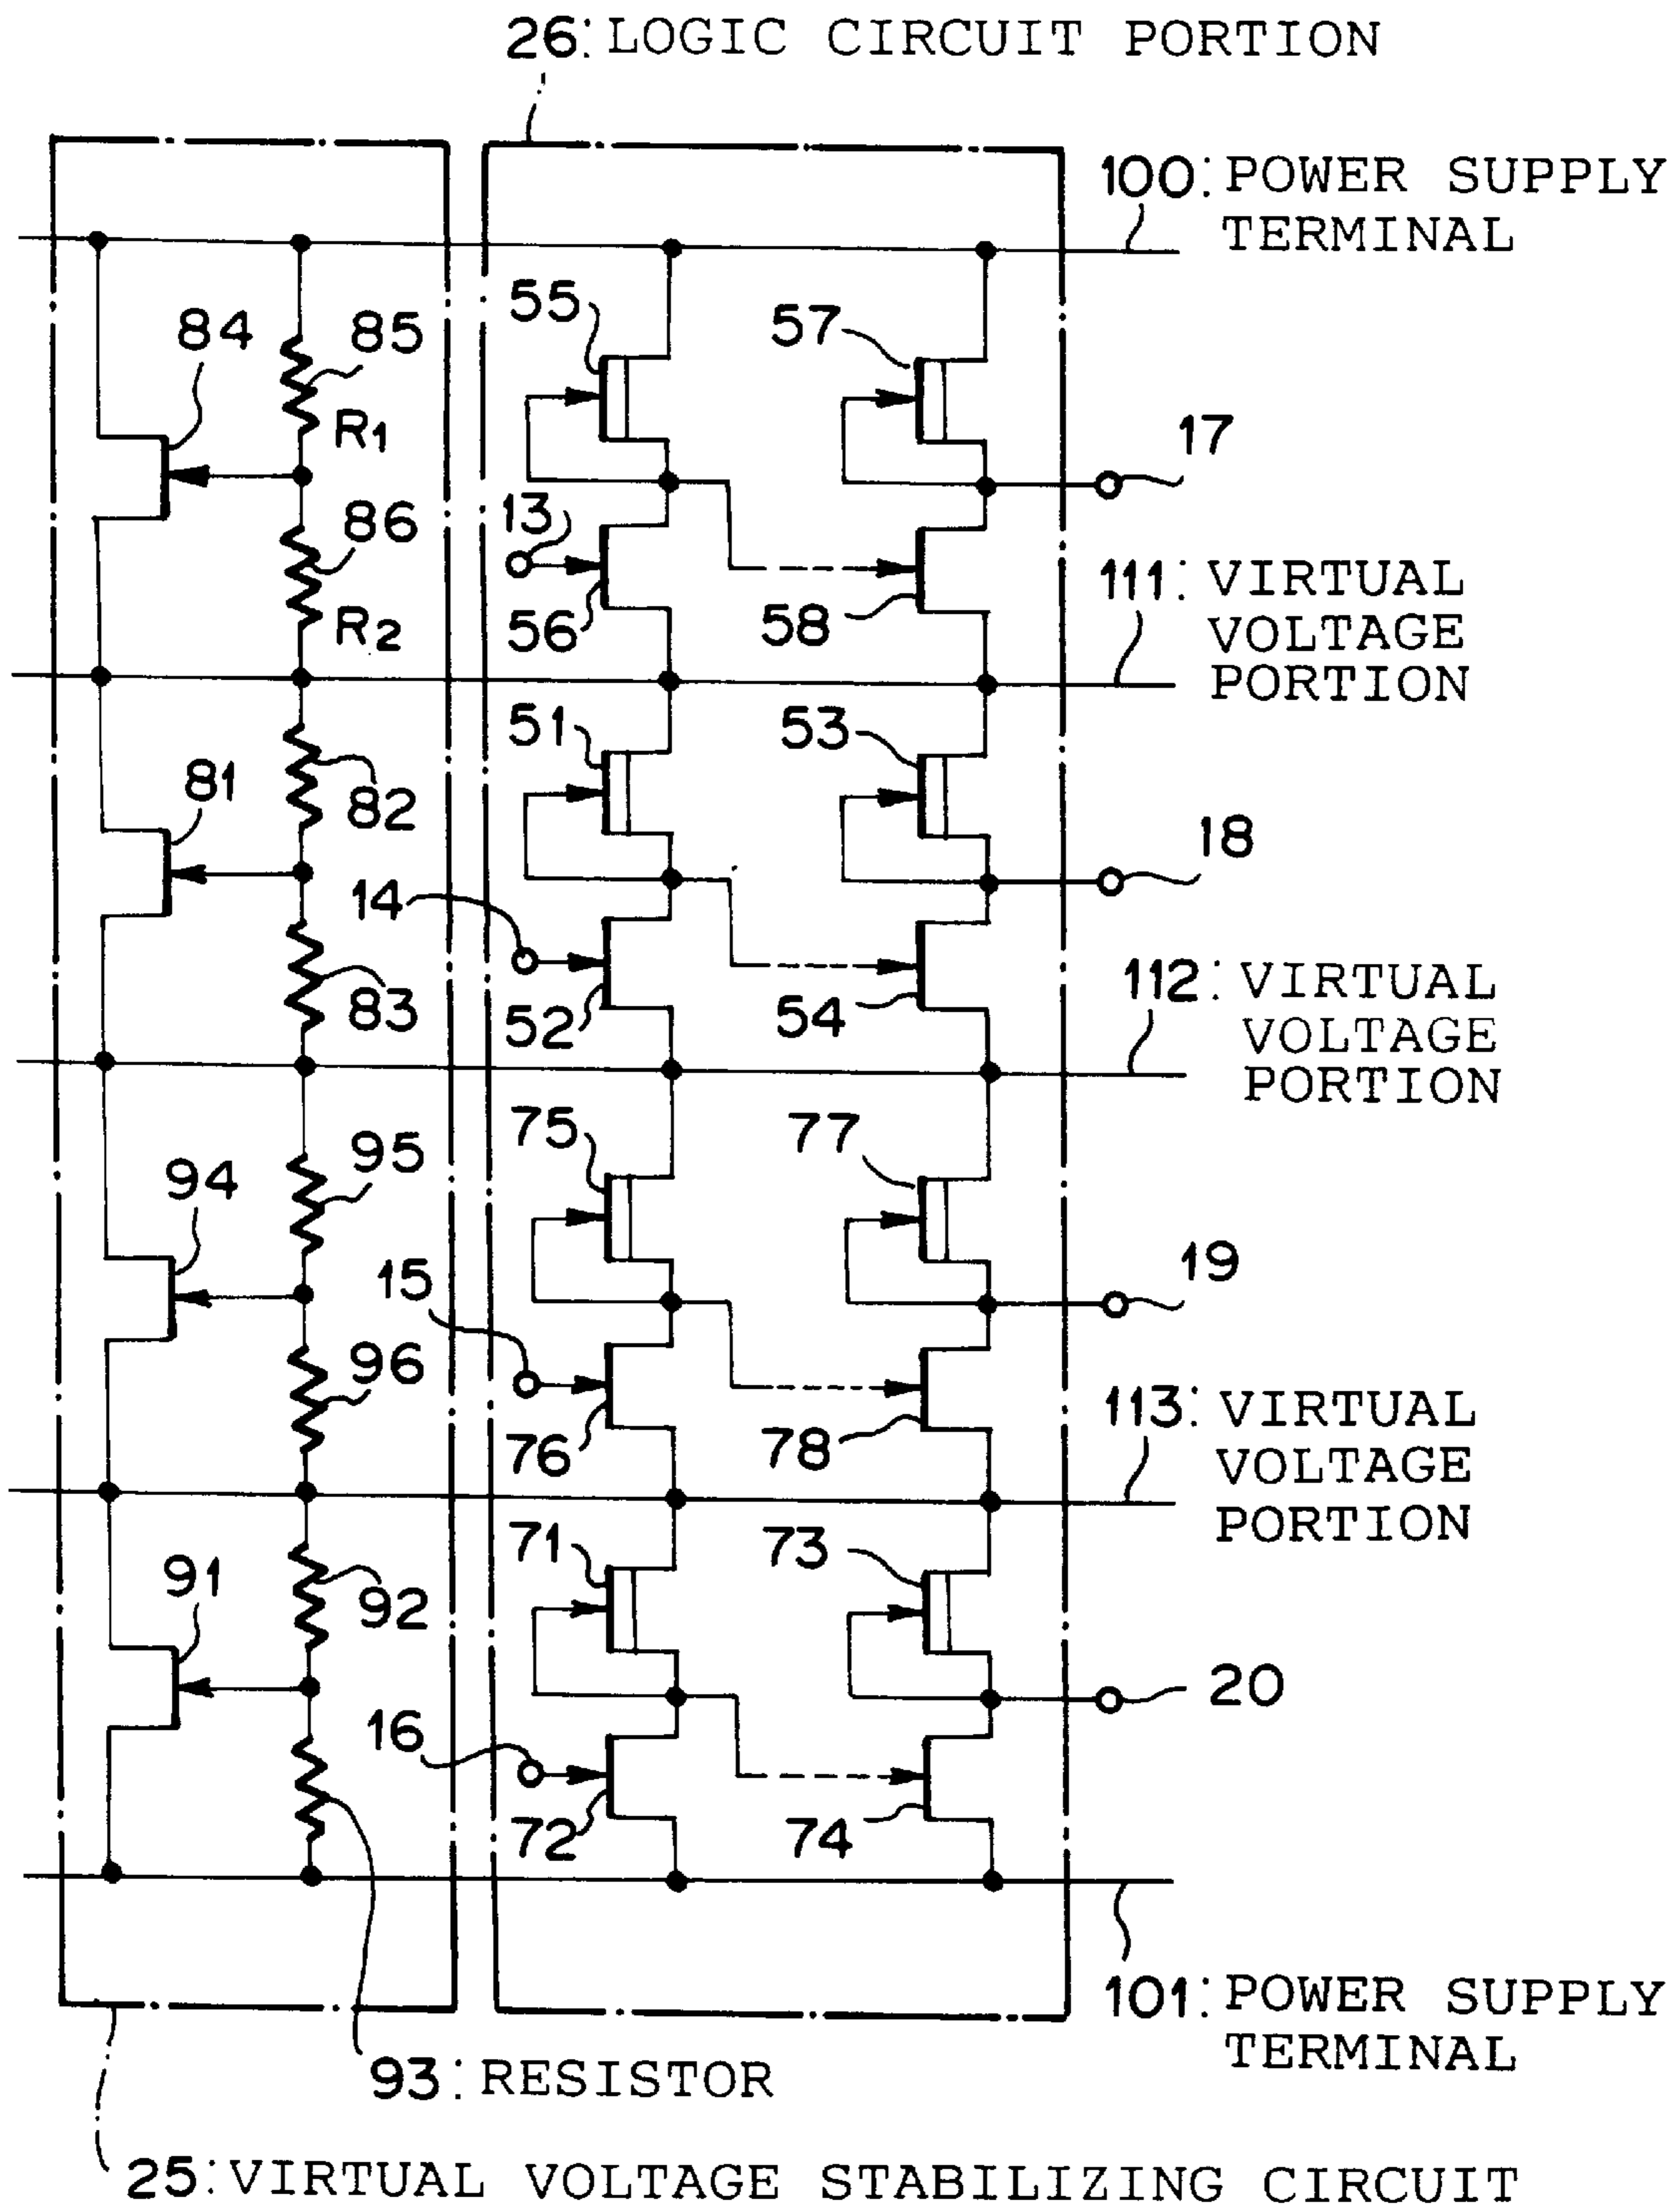 26: LOGIC CIRCUIT PORTION
100: POWER SUPPLY
TERMINAL
55
57
84
85
17
R1
13
86
111: VIRTUAL
VOLTAGE
PORTION
56
58
R2
51
53
81
82
18
14
112: VIRTUAL
VOLTAGE
PORTION
83
52
54
75
77
95
94
19
15
96
113: VIRTUAL
VOLTAGE
PORTION
76
78
71
73
91
92
20
16
72
74
101: POWER SUPPLY
TERMINAL
93: RESISTOR
25: VIRTUAL VOLTAGE STABILIZING CIRCUIT